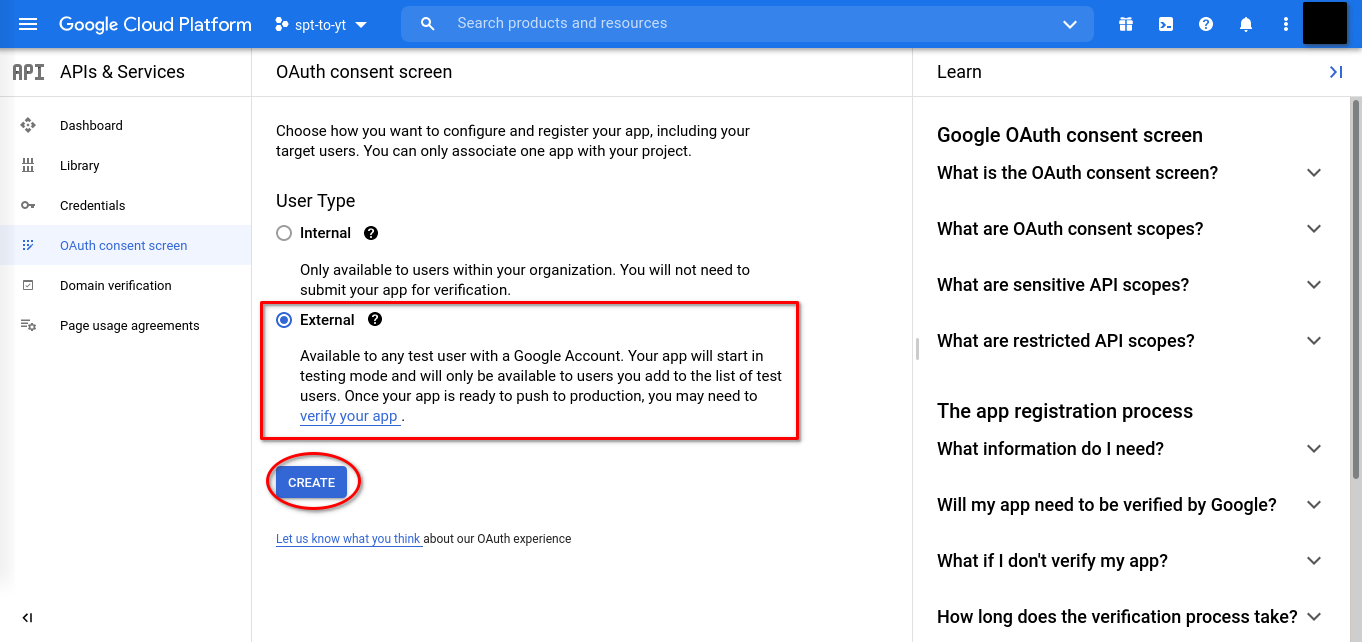 Google Cloud Platform
spt-to-yt
Search products and resources
API
APIs & Services
Dashboard
Library
Credentials
OAuth consent screen
Domain verification
Page usage agreements
OAuth consent screen
Choose how you want to configure and register your app, including your
target users. You can only associate one app with your project.
User Type
Internal
Only available to users within your organization. You will not need to
submit your app for verification.
External
Available to any test user with a Google Account. Your app will start in
testing mode and will only be available to users you add to the list of test
users. Once your app is ready to push to production, you may need to
verify your app .
CREATE
Let us know what you think about our OAuth experience
Learn
Google OAuth consent screen
What is the OAuth consent screen?
What are OAuth consent scopes?
What are sensitive API scopes?
What are restricted API scopes?
The app registration process
What information do I need?
Will my app need to be verified by Google?
What if I don't verify my app?
How long does the verification process take?